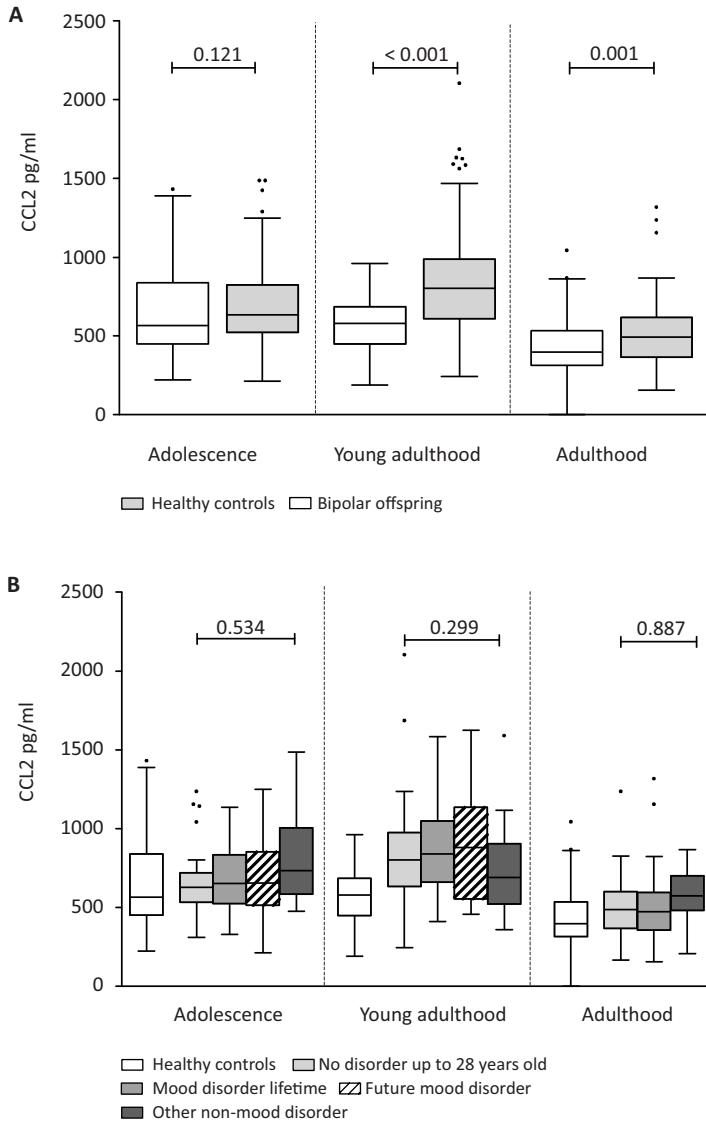 A
2500
2000
1500
1000
500
0
CCL2 pg/ml
0.121
< 0.001
0.001
Adolescence
Young adulthood
Adulthood
Healthy controls
Bipolar offspring
B
2500
2000
1500
1000
500
0
CCL2 pg/ml
0.534
0.299
0.887
Adolescence
Young adulthood
Adulthood
Healthy controls
No disorder up to 28 years old
Mood disorder lifetime
Future mood disorder
Other non-mood disorder